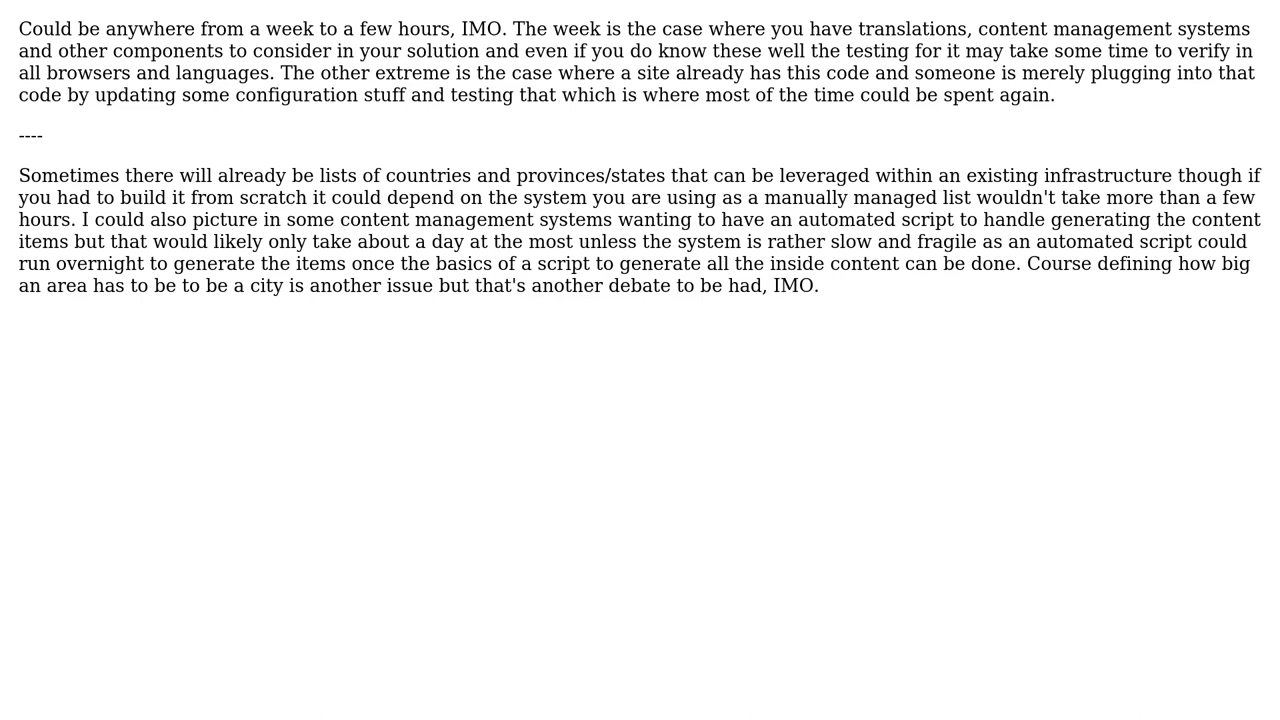 Could be anywhere from a week to a few hours, IMO. The week is the case where you have translations, content management systems
and other components to consider in your solution and even if you do know these well the testing for it may take some time to verify in
all browsers and languages. The other extreme is the case where a site already has this code and someone is merely plugging into that
code by updating some configuration stuff and testing that which is where most of the time could be spent again.
----
Sometimes there will already be lists of countries and provinces/states that can be leveraged within an existing infrastructure though if
you had to build it from scratch it could depend on the system you are using as a manually managed list wouldn't take more than a few
hours. I could also picture in some content management systems wanting to have an automated script to handle generating the content
items but that would likely only take about a day at the most unless the system is rather slow and fragile as an automated script could
run overnight to generate the items once the basics of a script to generate all the inside content can be done. Course defining how big
an area has to be to be a city is another issue but that's another debate to be had, IMO.